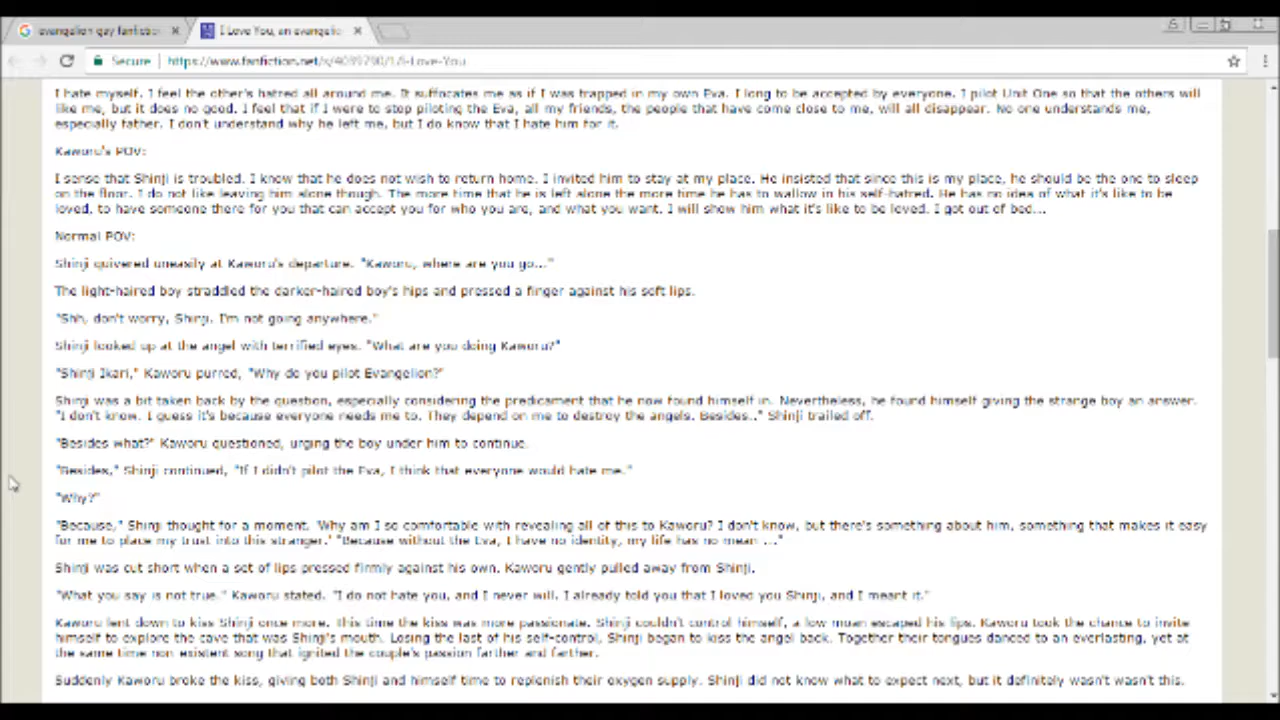 evangelion gay fanfiction
I Love You, an evangelio
Secure https://www.fanfiction.net/s/4039790/1/I-Love-You
I hate myself. I feel the other's hatred all around me. It suffocates me as if I was trapped in my own Eva. I long to be accepted by everyone. I pilot Unit One so that the others will
like me, but it does no good. I feel that if I were to stop piloting the Eva, all my friends, the people that have come close to me, will all disappear. No one understands me,
especially father. I don't understand why he left me, but I do know that I hate him for it.
Kaworu's POV:
I sense that Shinji is troubled. I know that he does not wish to return home. I invited him to stay at my place. He insisted that since this is my place, he should be the one to sleep
on the floor. I do not like leaving him alone though. The more time that he is left alone the more time he has to wallow in his self-hatred. He has no idea of what it's like to be
loved, to have someone there for you that can accept you for who you are, and what you want. I will show him what it's like to be loved. I got out of bed...
Normal POV:
Shinji quivered uneasily at Kaworu's departure. "Kaworu, where are you go..."
The light-haired boy straddled the darker-haired boy's hips and pressed a finger against his soft lips.
"Shh, don't worry, Shinji. I'm not going anywhere."
Shinji looked up at the angel with terrified eyes. "What are you doing Kaworu?"
"Shinji Ikari," Kaworu purred, "Why do you pilot Evangelion?"
Shinji was a bit taken back by the question, especially considering the predicament that he now found himself in. Nevertheless, he found himself giving the strange boy an answer.
"I don't know. I guess it's because everyone needs me to. They depend on me to destroy the angels. Besides.." Shinji trailed off.
"Besides what?" Kaworu questioned, urging the boy under him to continue.
"Besides," Shinji continued, "If I didn't pilot the Eva, I think that everyone would hate me."
"Why?"
"Because," Shinji thought for a moment. 'Why am I so comfortable with revealing all of this to Kaworu? I don't know, but there's something about him, something that makes it easy
for me to place my trust into this stranger.' "Because without the Eva, I have no identity, my life has no mean ..."
Shinji was cut short when a set of lips pressed firmly against his own. Kaworu gently pulled away from Shinji.
"What you say is not true." Kaworu stated. "I do not hate you, and I never will. I already told you that I loved you Shinji, and I meant it."
Kaworu lent down to kiss Shinji once more. This time the kiss was more passionate. Shinji couldn't control himself, a low moan escaped his lips. Kaworu took the chance to invite
himself to explore the cave that was Shinji's mouth. Losing the last of his self-control, Shinji began to kiss the angel back. Together their tongues danced to an everlasting, yet at
the same time non existent song that ignited the couple's passion farther and farther.
Suddenly Kaworu broke the kiss, giving both Shinji and himself time to replenish their oxygen supply. Shinji did not know what to expect next, but it definitely wasn't wasn't this.